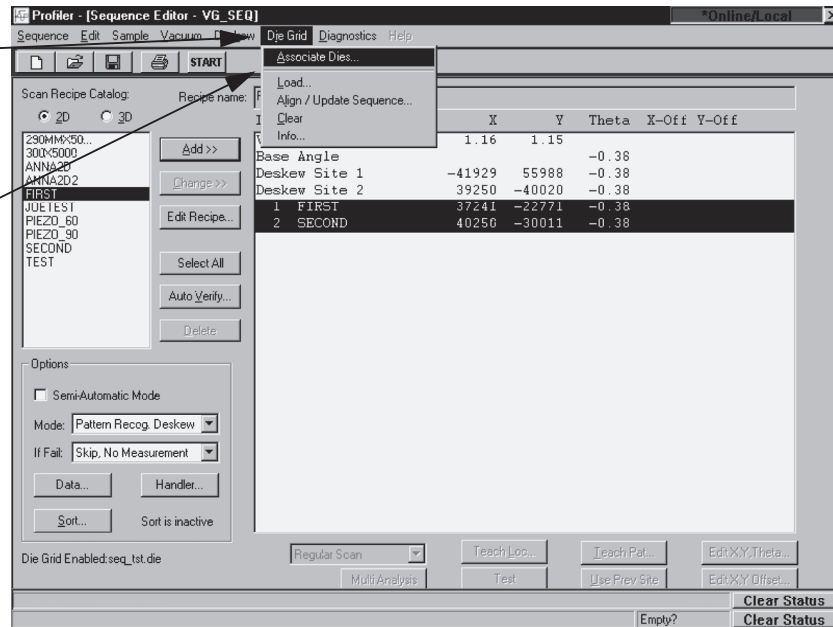 Profiler - [Sequence Editor - VG_SEQ]
*Online/Local
Sequence Edit Sample Vacuum Die Grid Diagnostics Help
START
Associate Dies...
Load...
Align / Update Sequence...
Clear
Info...
Scan Recipe Catalog:
2D 3D
Recipe name:
290MMX50...
300X5000
ANNA2D
ANNA2D2
FIRST
JOETEST
PIEZO_60
PIEZO_90
SECOND
TEST
Add >>
Change >>
Edit Recipe...
Select All
Auto Verify...
Delete
X Y Theta X-Off Y-Off
1.16 1.15
Base Angle -0.38
Deskew Site 1 -41929 55988 -0.38
Deskew Site 2 39250 -40020 -0.38
1 FIRST 37241 -22771 -0.38
2 SECOND 40250 -30011 -0.38
Options
Semi-Automatic Mode
Mode: Pattern Recog. Deskew
If Fail: Skip, No Measurement
Data... Handler...
Sort... Sort is inactive
Die Grid Enabled:seq_tst.die
Regular Scan
Teach Loc... Teach Pat... Edit X,Y,Theta...
Multi Analysis Test Use Prev Site Edit X,Y Offset...
Clear Status
Empty? Clear Status